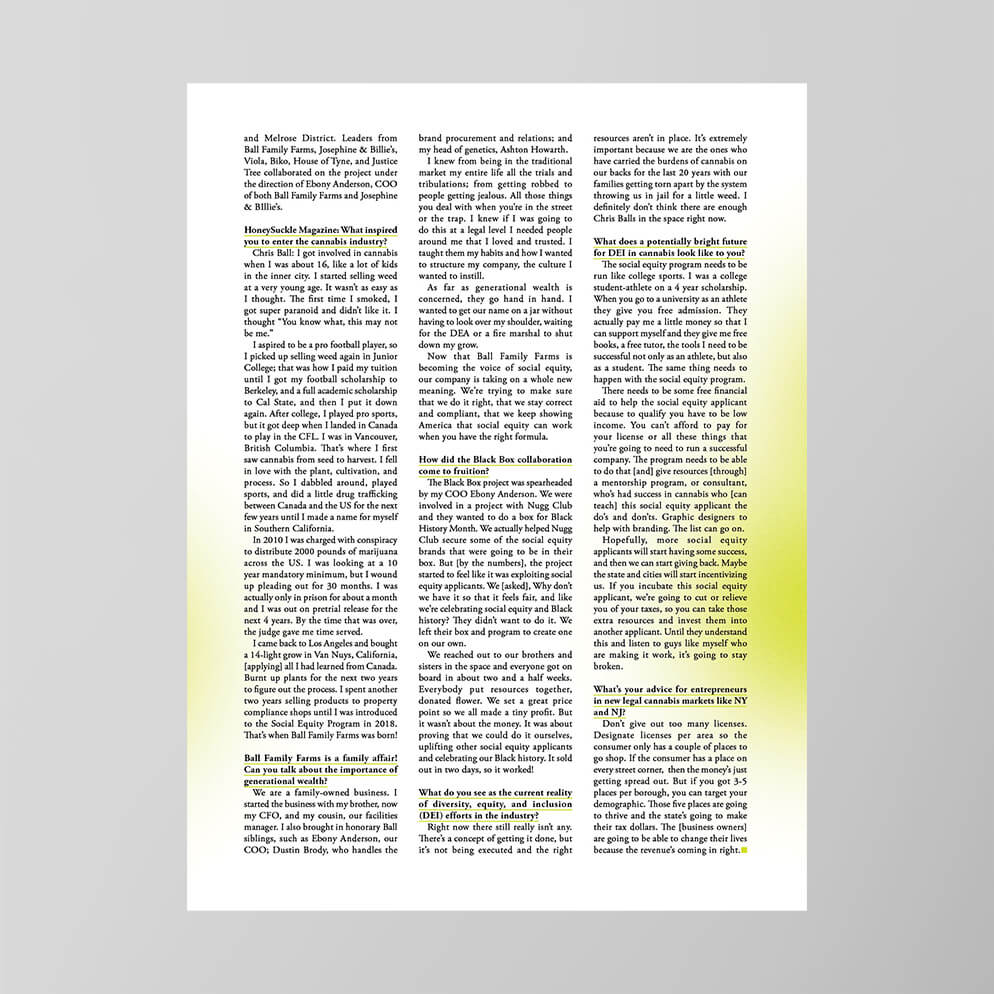 and Melrose District. Leaders from
Ball Family Farms, Josephine & Billie's,
Viola, Biko, House of Tyne, and Justice
Tree collaborated on the project under
the direction of Ebony Anderson, COO
of both Ball Family Farms and Josephine
& BIllie's.
HoneySuckle Magazine: What inspired
you to enter the cannabis industry?
Chris Ball: I got involved in cannabis
when I was about 16, like a lot of kids
in the inner city. I started selling weed
at a very young age. It wasn't as easy as
I thought. The first time I smoked, I
got super paranoid and didn't like it. I
thought “You know what, this may not
be me.”
I aspired to be a pro football player, so
I picked up selling weed again in Junior
College; that was how I paid my tuition
until I got my football scholarship to
Berkeley, and a full academic scholarship
to Cal State, and then I put it down
again. After college, I played pro sports,
but it got deep when I landed in Canada
to play in the CFL. I was in Vancouver,
British Columbia. That's where I first
saw cannabis from seed to harvest. I fell
in love with the plant, cultivation, and
process. So I dabbled around, played
sports, and did a little drug trafficking
between Canada and the US for the next
few years until I made a name for myself
in Southern California.
In 2010 I was charged with conspiracy
to distribute 2000 pounds of marijuana
across the US. I was looking at a 10
year mandatory minimum, but I wound
up pleading out for 30 months. I was
actually only in prison for about a month
and I was out on pretrial release for the
next 4 years. By the time that was over,
the judge gave me time served.
I came back to Los Angeles and bought
a 14-light grow in Van Nuys, California,
[applying] all I had learned from Canada.
Burnt up plants for the next two years
to figure out the process. I spent another
two years selling products to property
compliance shops until I was introduced
to the Social Equity Program in 2018.
That's when Ball Family Farms was born!
Ball Family Farms is a family affair!
Can you talk about the importance of
generational wealth?
We are a family-owned business. I
started the business with my brother, now
my CFO, and my cousin, our facilities
manager. I also brought in honorary Ball
siblings, such as Ebony Anderson, our
COO; Dustin Brody, who handles the
brand procurement and relations; and
my head of genetics, Ashton Howarth.
I knew from being in the traditional
market my entire life all the trials and
tribulations; from getting robbed to
people getting jealous. All those things
you deal with when you're in the street
or the trap. I knew if I was going to
do this at a legal level I needed people
around me that I loved and trusted. I
taught them my habits and how I wanted
to structure my company, the culture I
wanted to instill.
As far as generational wealth is
concerned, they go hand in hand. I
wanted to get our name on a jar without
having to look over my shoulder, waiting
for the DEA or a fire marshal to shut
down my grow.
Now that Ball Family Farms is
becoming the voice of social equity,
our company is taking on a whole new
meaning. We're trying to make sure
that we do it right, that we stay correct
and compliant, that we keep showing
America that social equity can work
when you have the right formula.
How did the Black Box collaboration
come to fruition?
The Black Box project was spearheaded
by my COO Ebony Anderson. We were
involved in a project with Nugg Club
and they wanted to do a box for Black
History Month. We actually helped Nugg
Club secure some of the social equity
brands that were going to be in their
box. But [by the numbers], the project
started to feel like it was exploiting social
equity applicants. We [asked], Why don't
we have it so that it feels fair, and like
we're celebrating social equity and Black
history? They didn't want to do it. We
left their box and program to create one
on our own.
We reached out to our brothers and
sisters in the space and everyone got on
board in about two and a half weeks.
Everybody put resources together,
donated flower. We set a great price
point so we all made a tiny profit. But
it wasn't about the money. It was about
proving that we could do it ourselves,
uplifting other social equity applicants
and celebrating our Black history. It sold
out in two days, so it worked!
What do you see as the current reality
of diversity, equity, and inclusion
(DEI) efforts in the industry?
Right now there still really isn't any.
There's a concept of getting it done, but
it's not being executed and the right
resources aren't in place. It's extremely
important because we are the ones who
have carried the burdens of cannabis on
our backs for the last 20 years with our
families getting torn apart by the system
throwing us in jail for a little weed. I
definitely don't think there are enough
Chris Balls in the space right now.
What does a potentially bright future
for DEI in cannabis look like to you?
The social equity program needs to be
run like college sports. I was a college
student-athlete on a 4 year scholarship.
When you go to a university as an athlete
they give you free admission. They
actually pay me a little money so that I
can support myself and they give me free
books, a free tutor, the tools I need to be
successful not only as an athlete, but also
as a student. The same thing needs to
happen with the social equity program.
There needs to be some free financial
aid to help the social equity applicant
because to qualify you have to be low
income. You can't afford to pay for
your license or all these things that
you're going to need to run a successful
company. The program needs to be able
to do that [and] give resources [through]
a mentorship program, or consultant,
who's had success in cannabis who [can
teach] this social equity applicant the
do's and don'ts. Graphic designers to
help with branding. The list can go on.
Hopefully, more social equity
applicants will start having some success,
and then we can start giving back. Maybe
the state and cities will start incentivizing
us. If you incubate this social equity
applicant, we're going to cut or relieve
you of your taxes, so you can take those
extra resources and invest them into
another applicant. Until they understand
this and listen to guys like myself who
are making it work, it's going to stay
broken.
What's your advice for entrepreneurs
in new legal cannabis markets like NY
and NJ?
Don't give out too many licenses.
Designate licenses per area so the
consumer only has a couple of places to
go shop. If the consumer has a place on
every street corner, then the money's just
getting spread out. But if you got 3-5
places per borough, you can target your
demographic. Those five places are going
to thrive and the state's going to make
their tax dollars. The [business owners]
are going to be able to change their lives
because the revenue's coming in right.